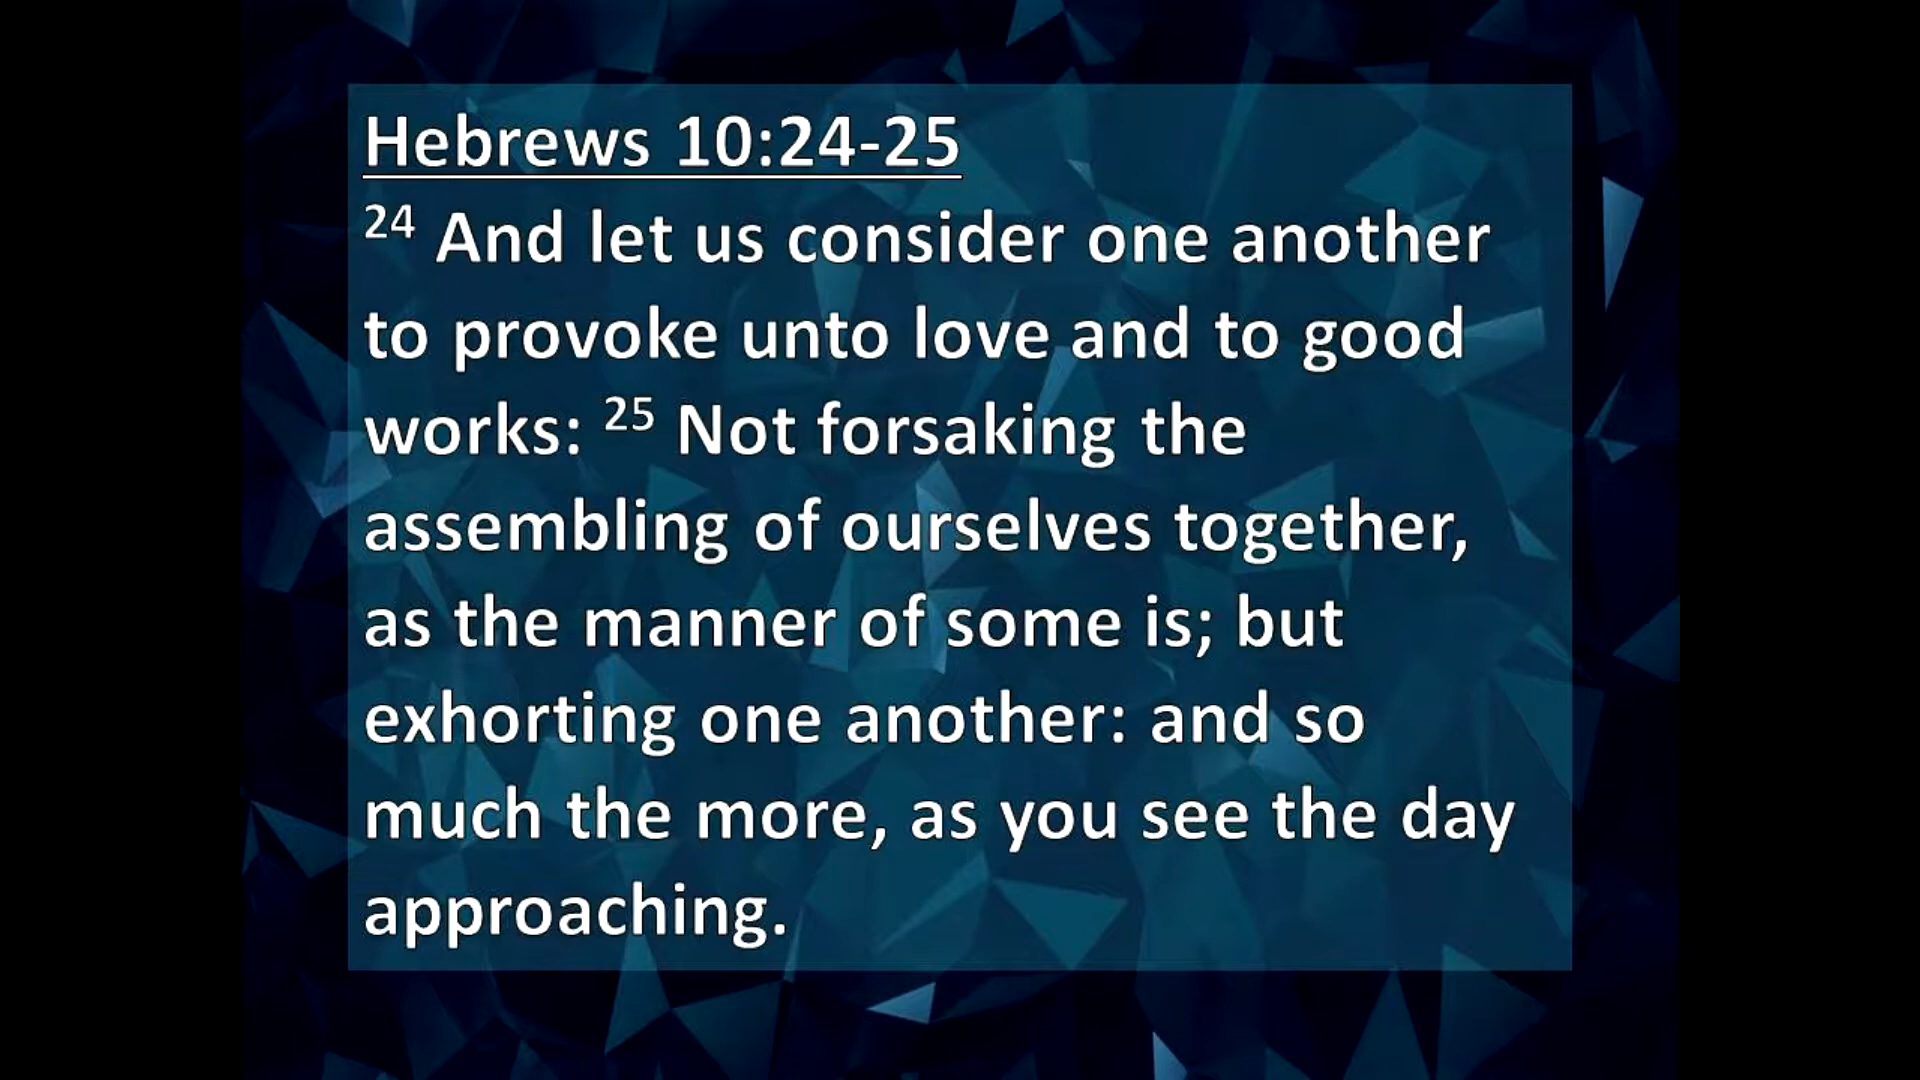 Hebrews 10:24-25
24 And let us consider one another
to provoke unto love and to good
works: 25 Not forsaking the
assembling of ourselves together,
as the manner of some is; but
exhorting one another: and so
much the more, as you see the day
approaching.